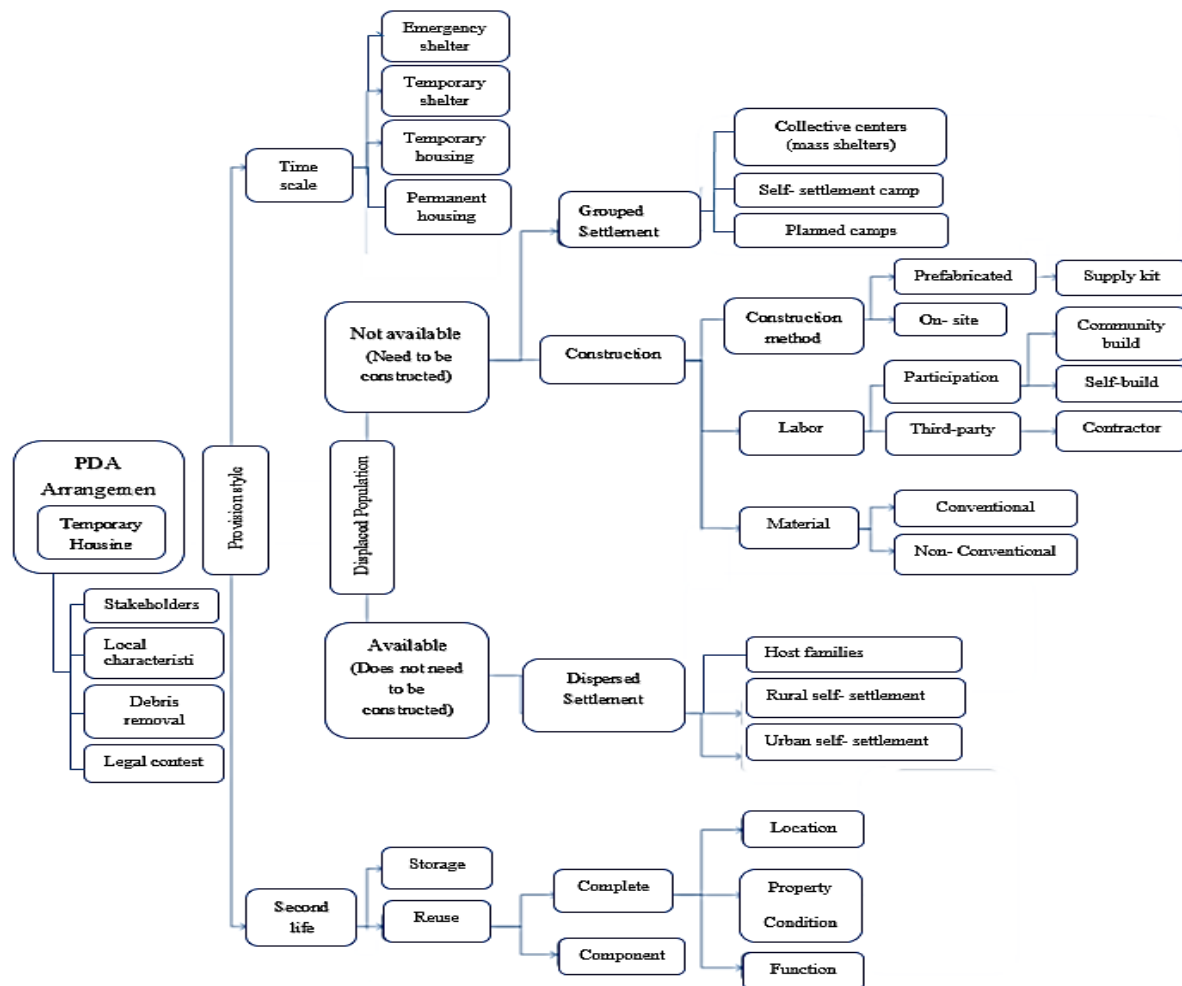 Emergency
shelter
Temporary
shelter
Temporary
housing
Permanent
housing
Time
scale
Collective centers
(mass shelters)
Self- settlement camp
Planned camps
Grouped
Settlement
Prefabricated
Supply kit
On- site
Construction
method
Community
build
Participation
Self-build
Labor
Third-party
Contractor
Material
Conventional
Non- Conventional
Not available
(Need to be
constructed)
Construction
PDA
Arrangemen
Temporary
Housing
Provision style
Displaced Population
Stakeholders
Local
characteristi
Debris
removal
Legal contest
Available
(Does not need
to be
constructed)
Dispersed
Settlement
Host families
Rural self- settlement
Urban self- settlement
Second
life
Storage
Reuse
Complete
Component
Location
Property
Condition
Function